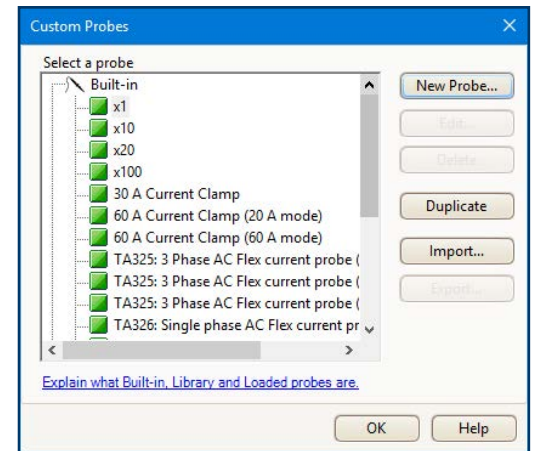 Custom Probes
Select a probe
Built-in
x1
x10
x20
x100
30 A Current Clamp
60 A Current Clamp (20 A mode)
60 A Current Clamp (60 A mode)
TA325: 3 Phase AC Flex current probe (
TA325: 3 Phase AC Flex current probe (
TA325: 3 Phase AC Flex current probe (
TA326: Single phase AC Flex current pr
New Probe...
Edit...
Delete
Duplicate
Import...
Export...
Explain what Built-in, Library and Loaded probes are.
OK
Help